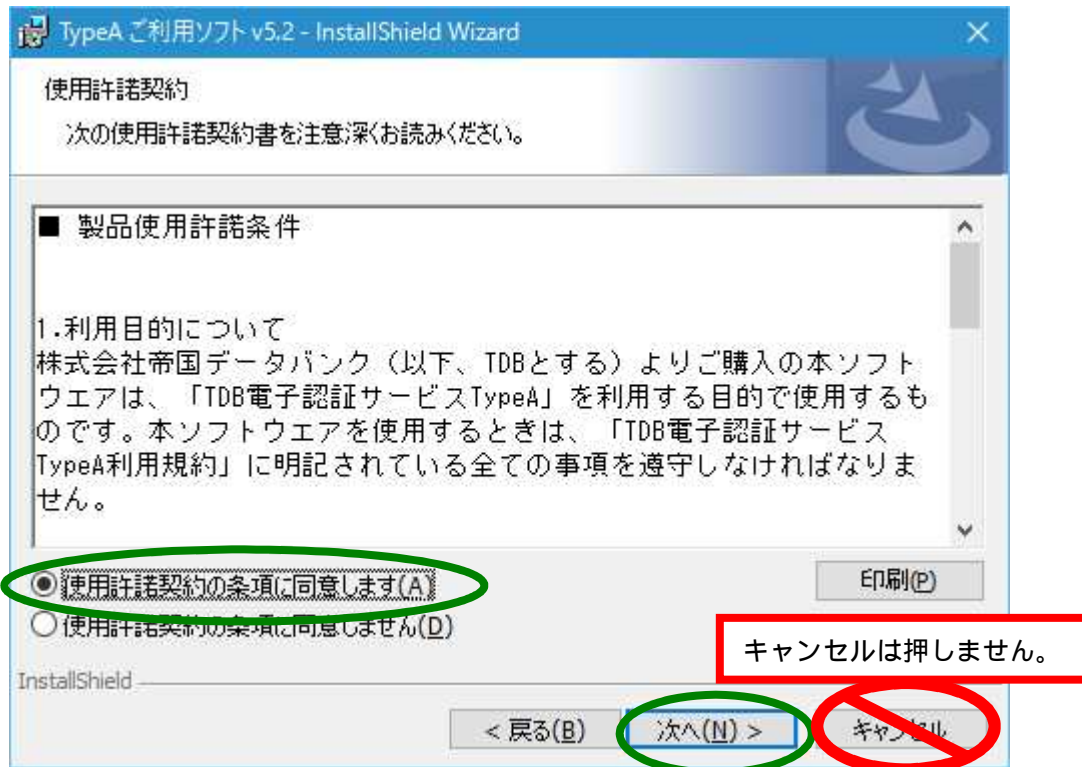 TypeA ご利用ソフト v5.2 - InstallShield Wizard
使用許諾契約
次の使用許諾契約書を注意深くお読みください。
■ 製品使用許諾条件
1.利用目的について
株式会社帝国データバンク（以下、TDBとする）よりご購入の本ソフト
ウエアは、「TDB電子認証サービスTypeA」を利用する目的で使用するも
のです。本ソフトウエアを使用するときは、「TDB電子認証サービス
TypeA利用規約」に明記されている全ての事項を遵守しなければなりま
せん。
使用許諾契約の条項に同意します(A)
印刷(P)
使用許諾契約の条項に同意しません(D)
キャンセルは押しません。
InstallShield
< 戻る(B)
次へ(N) >
キャンセル